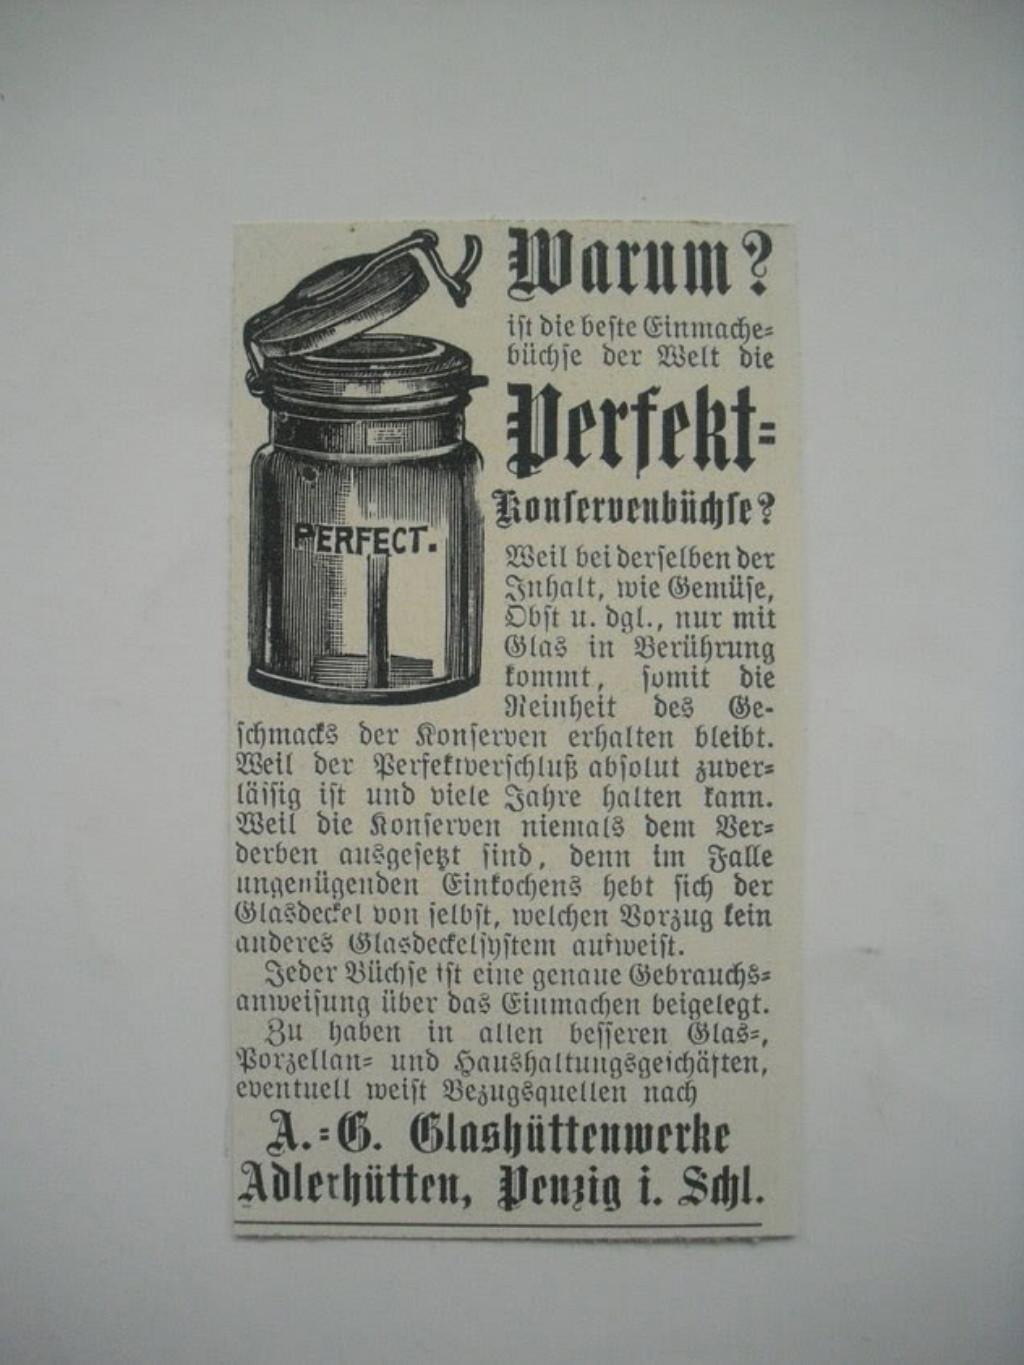 Warum?
ist die beste Einmache-
büchse der Welt die
Perfekt-
Konservenbüchse?
PERFECT.
Weil bei derselben der
Inhalt, wie Gemüse,
Obst u. dgl., nur mit
Glas in Berührung
kommt, somit die
Reinheit des Ge-
schmacks der Konserven erhalten bleibt.
Weil der Perfektverschluß absolut zuver-
lässig ist und viele Jahre halten kann.
Weil die Konserven niemals dem Ver-
derben ausgesetzt sind, denn im Falle
ungenügenden Einkochens hebt sich der
Glasdeckel von selbst, welchen Vorzug kein
anderes Glasdeckelsystem aufweist.
Jeder Büchse ist eine genaue Gebrauchs-
anweisung über das Einmachen beigelegt.
Zu haben in allen besseren Glas-,
Porzellan- und Haushaltungsgeschäften,
eventuell weist Bezugsquellen nach
A.-G. Glashüttenwerke
Adlerhütten, Penzig i. Schl.